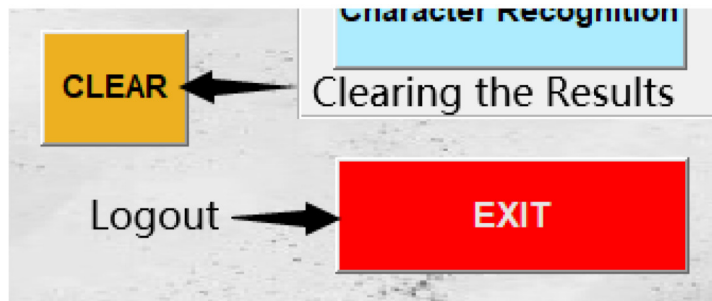 Character Recognition
CLEAR
Clearing the Results
Logout
EXIT